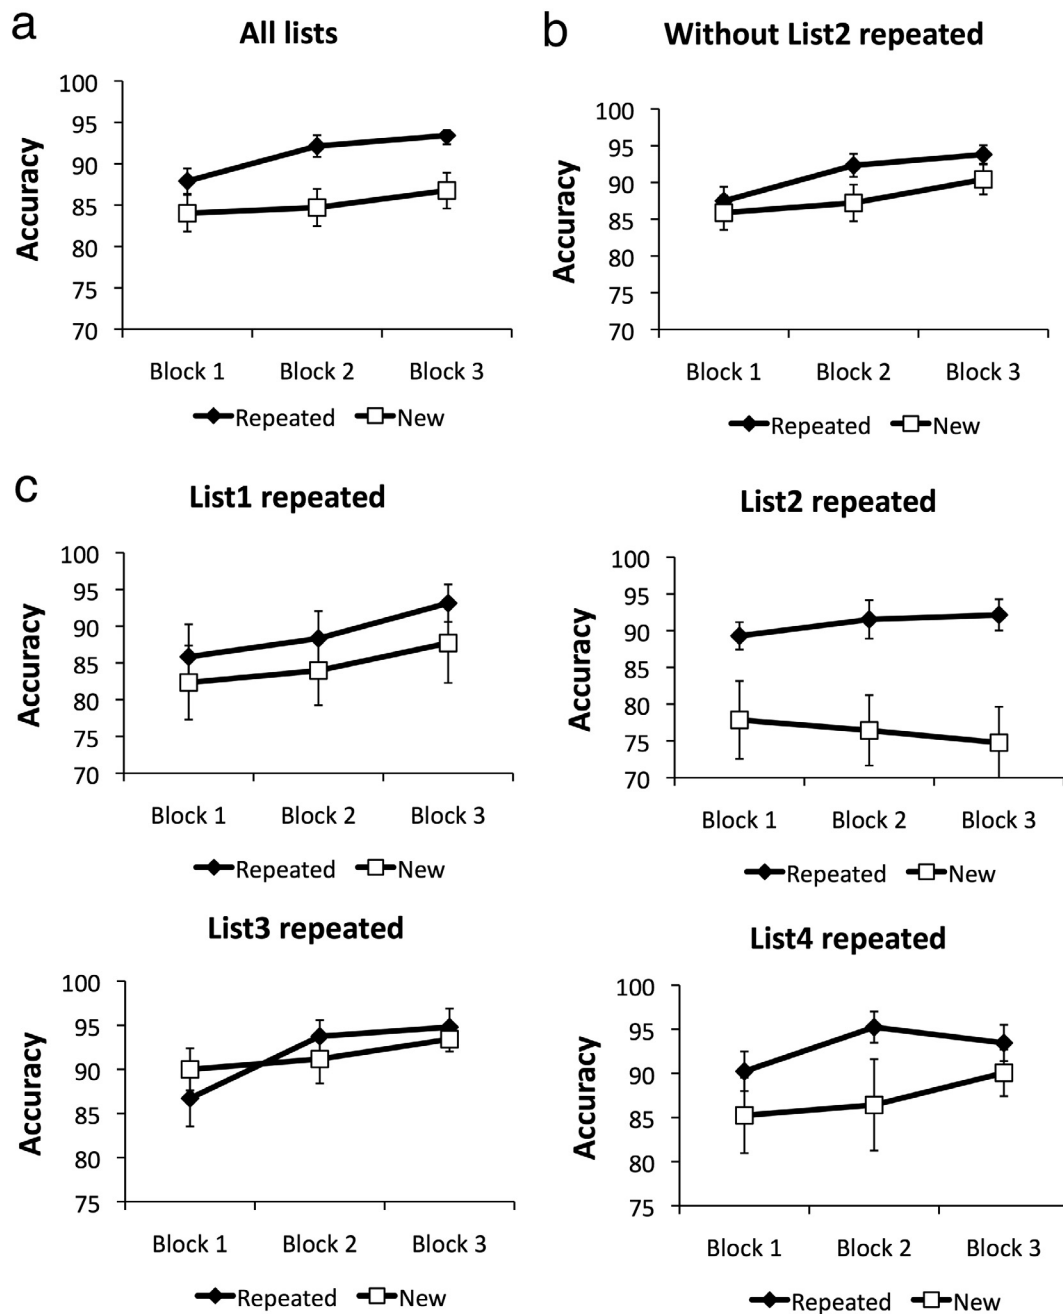 a
All lists
Accuracy
100
95
90
85
80
75
70
Block 1 Block 2 Block 3
Repeated New
b
Without List2 repeated
Accuracy
100
95
90
85
80
75
70
Block 1 Block 2 Block 3
Repeated New
c
List1 repeated
Accuracy
100
95
90
85
80
75
70
Block 1 Block 2 Block 3
Repeated New
List2 repeated
Accuracy
100
95
90
85
80
75
70
Block 1 Block 2 Block 3
Repeated New
List3 repeated
Accuracy
100
95
90
85
80
75
Block 1 Block 2 Block 3
Repeated New
List4 repeated
Accuracy
100
95
90
85
80
75
Block 1 Block 2 Block 3
Repeated New